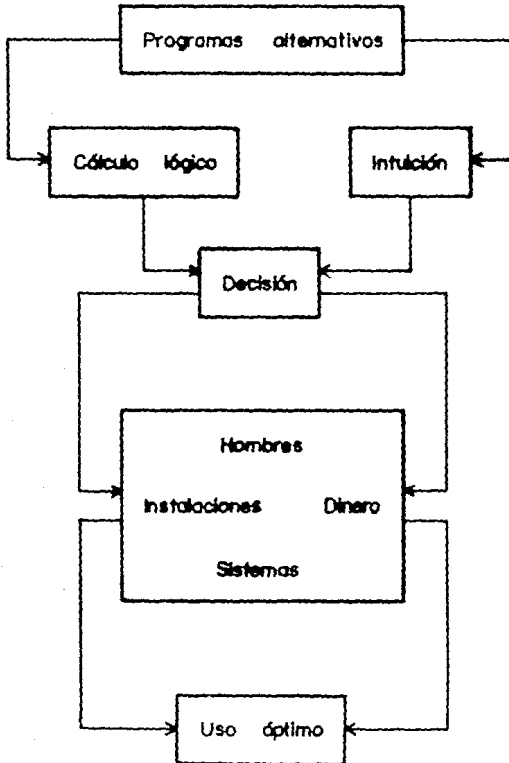 Programas alternativos
Cálculo lógico
Intuición
Decisión
Hombres
Instalaciones Dinero
Sistemas
Uso óptimo